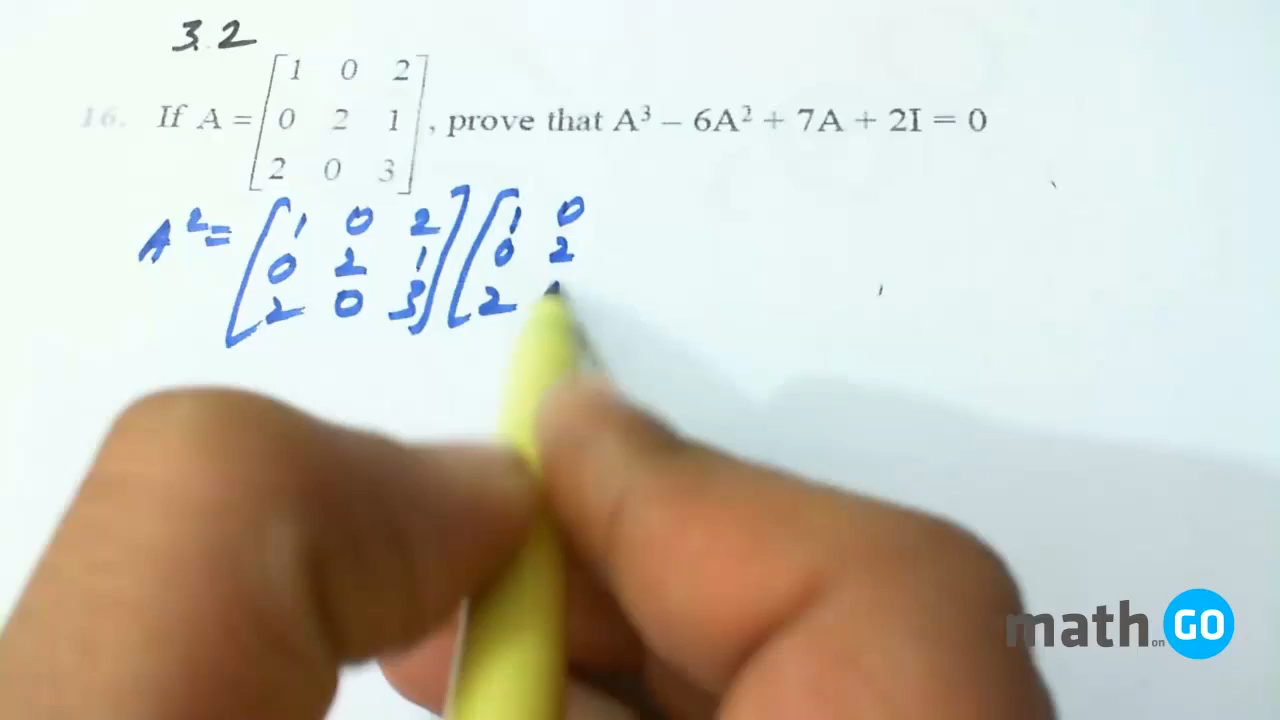 3.2
1 0 2
16. If A = 0 2 1 , prove that A³ – 6A² + 7A + 2I = 0
2 0 3
A² = [1 0 2] [1 0
0 2 1 0 2
2 0 3 2
math on GO